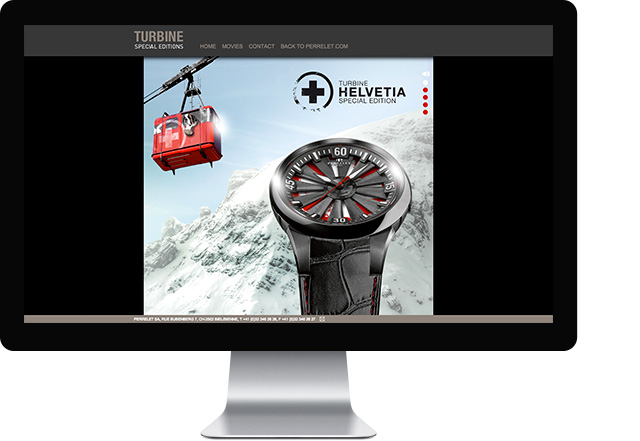 TURBINE
SPECIAL EDITIONS
HOME MOVIES CONTACT BACK TO PERRELET.COM
TURBINE
HELVETIA
SPECIAL EDITION
60
45
15
30
PERRELET
PERRELET SA, RUE BUBENBERG 7, CH-2502 BIEL/BIENNE, T +41 (0)32 346 26 26, F +41 (0)32 346 26 27